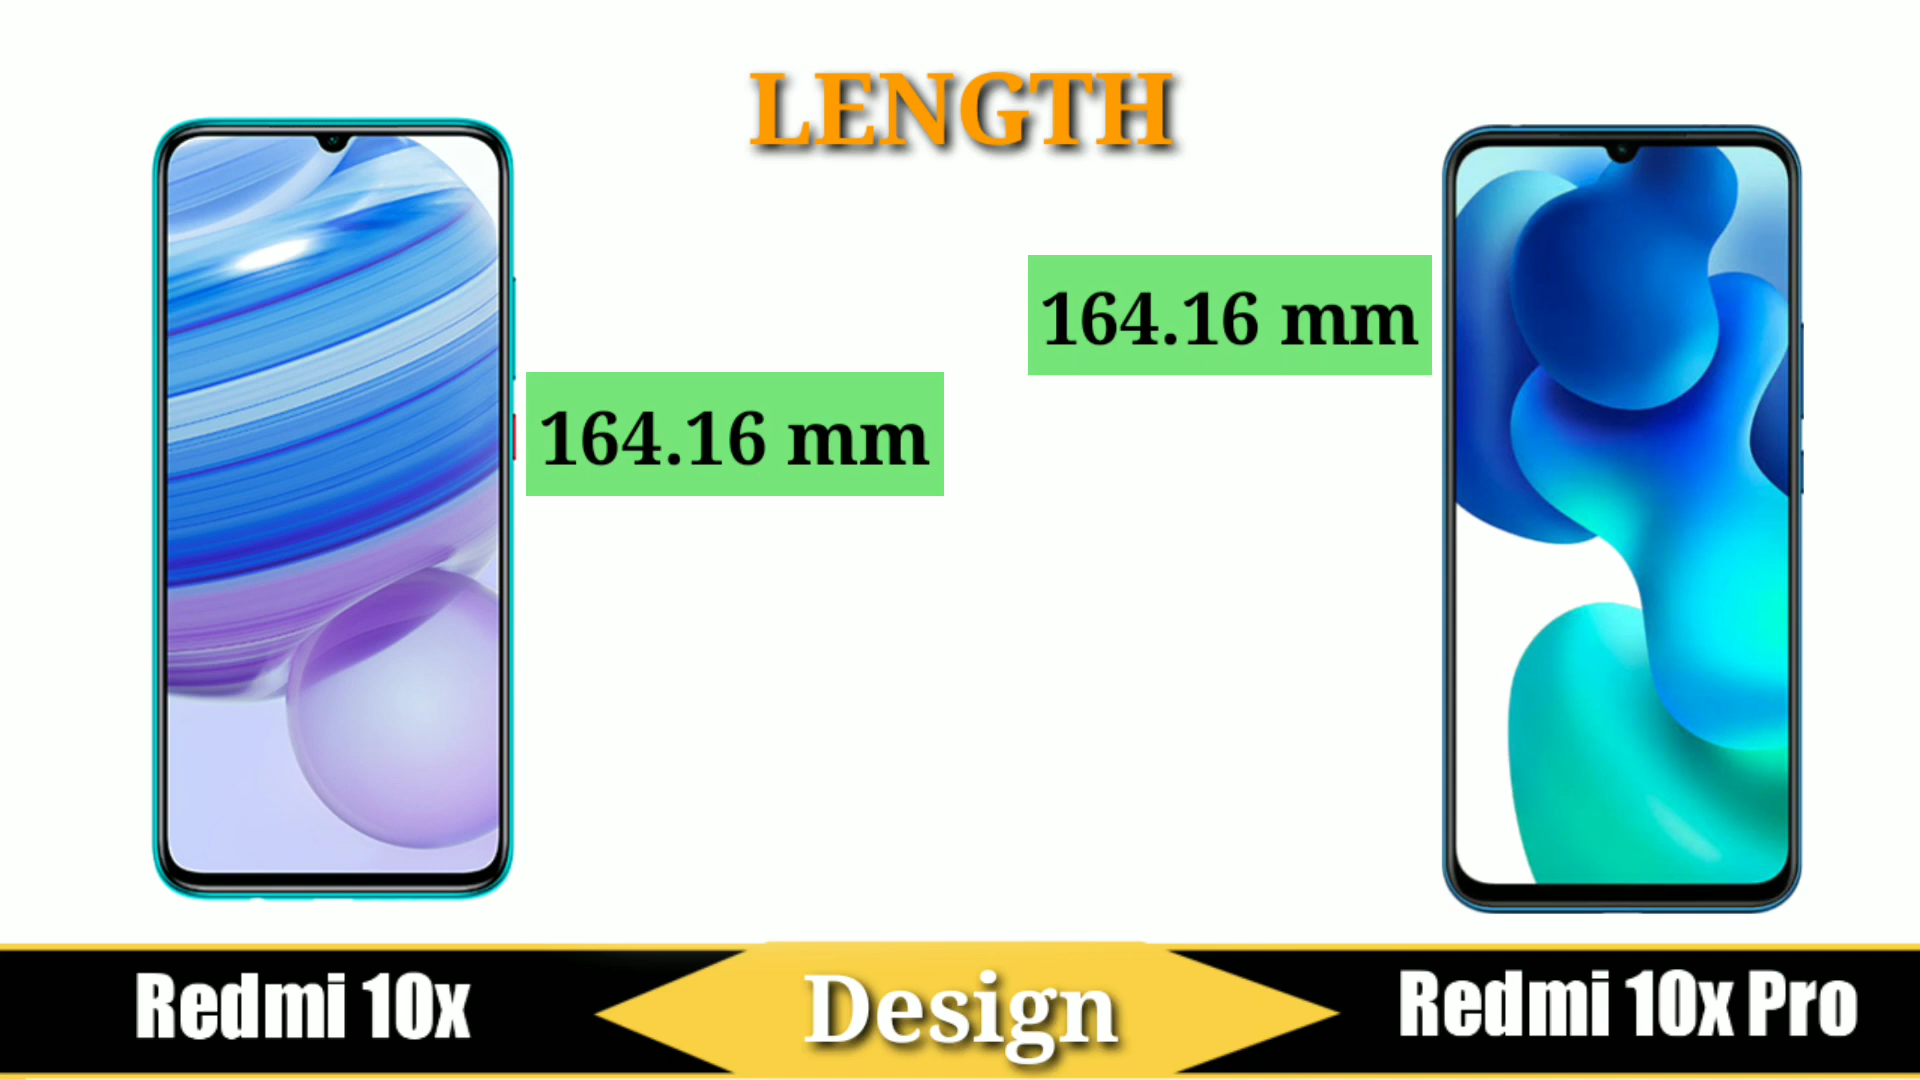 LENGTH
164.16 mm
164.16 mm
Redmi 10x
Design
Redmi 10x Pro